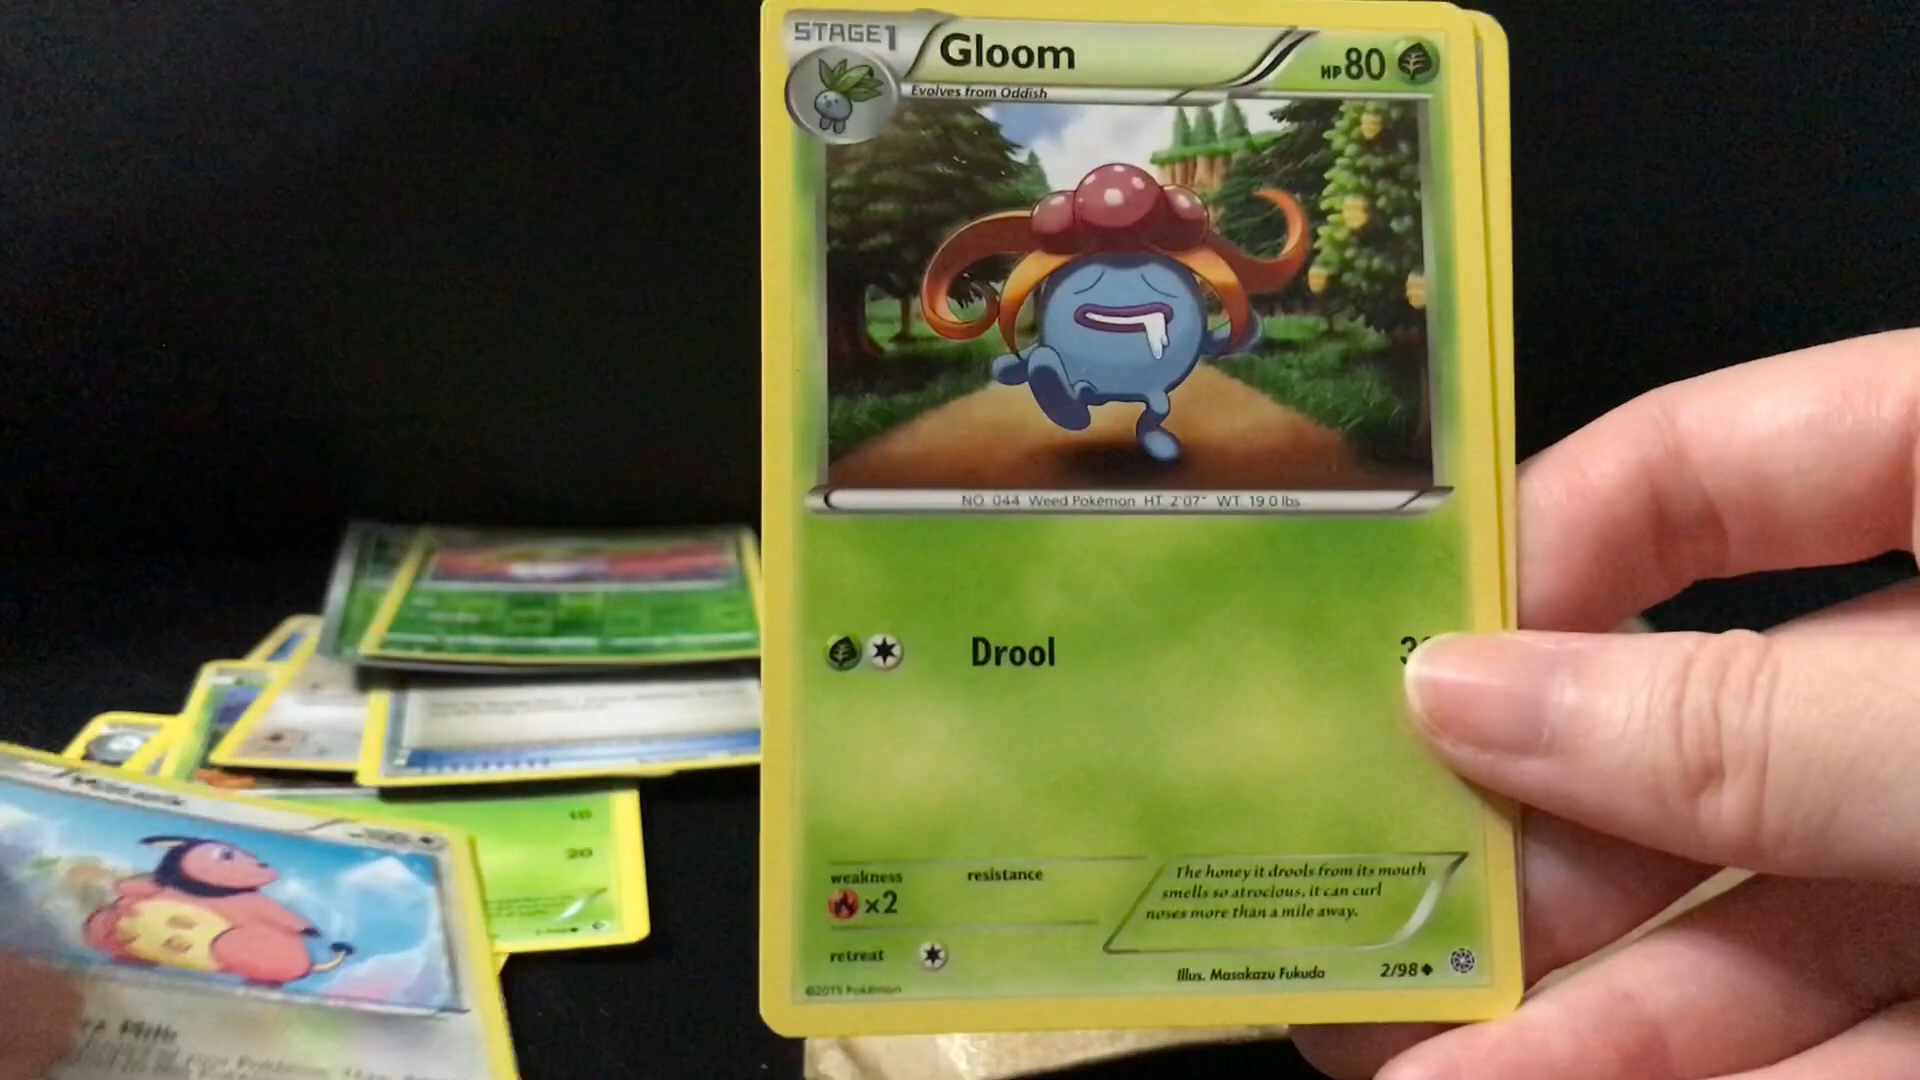 STAGE1
Gloom
HP80
Evolves from Oddish
NO. 044 Weed Pokémon HT. 2'07" WT. 19.0 lbs
Drool
weakness
resistance
×2
retreat
The honey it drools from its mouth
smells so atrocious, it can curl
noses more than a mile away.
Illus. Masakazu Fukuda
2/98
©2015 Pokémon
10
20
Miltank
Milk